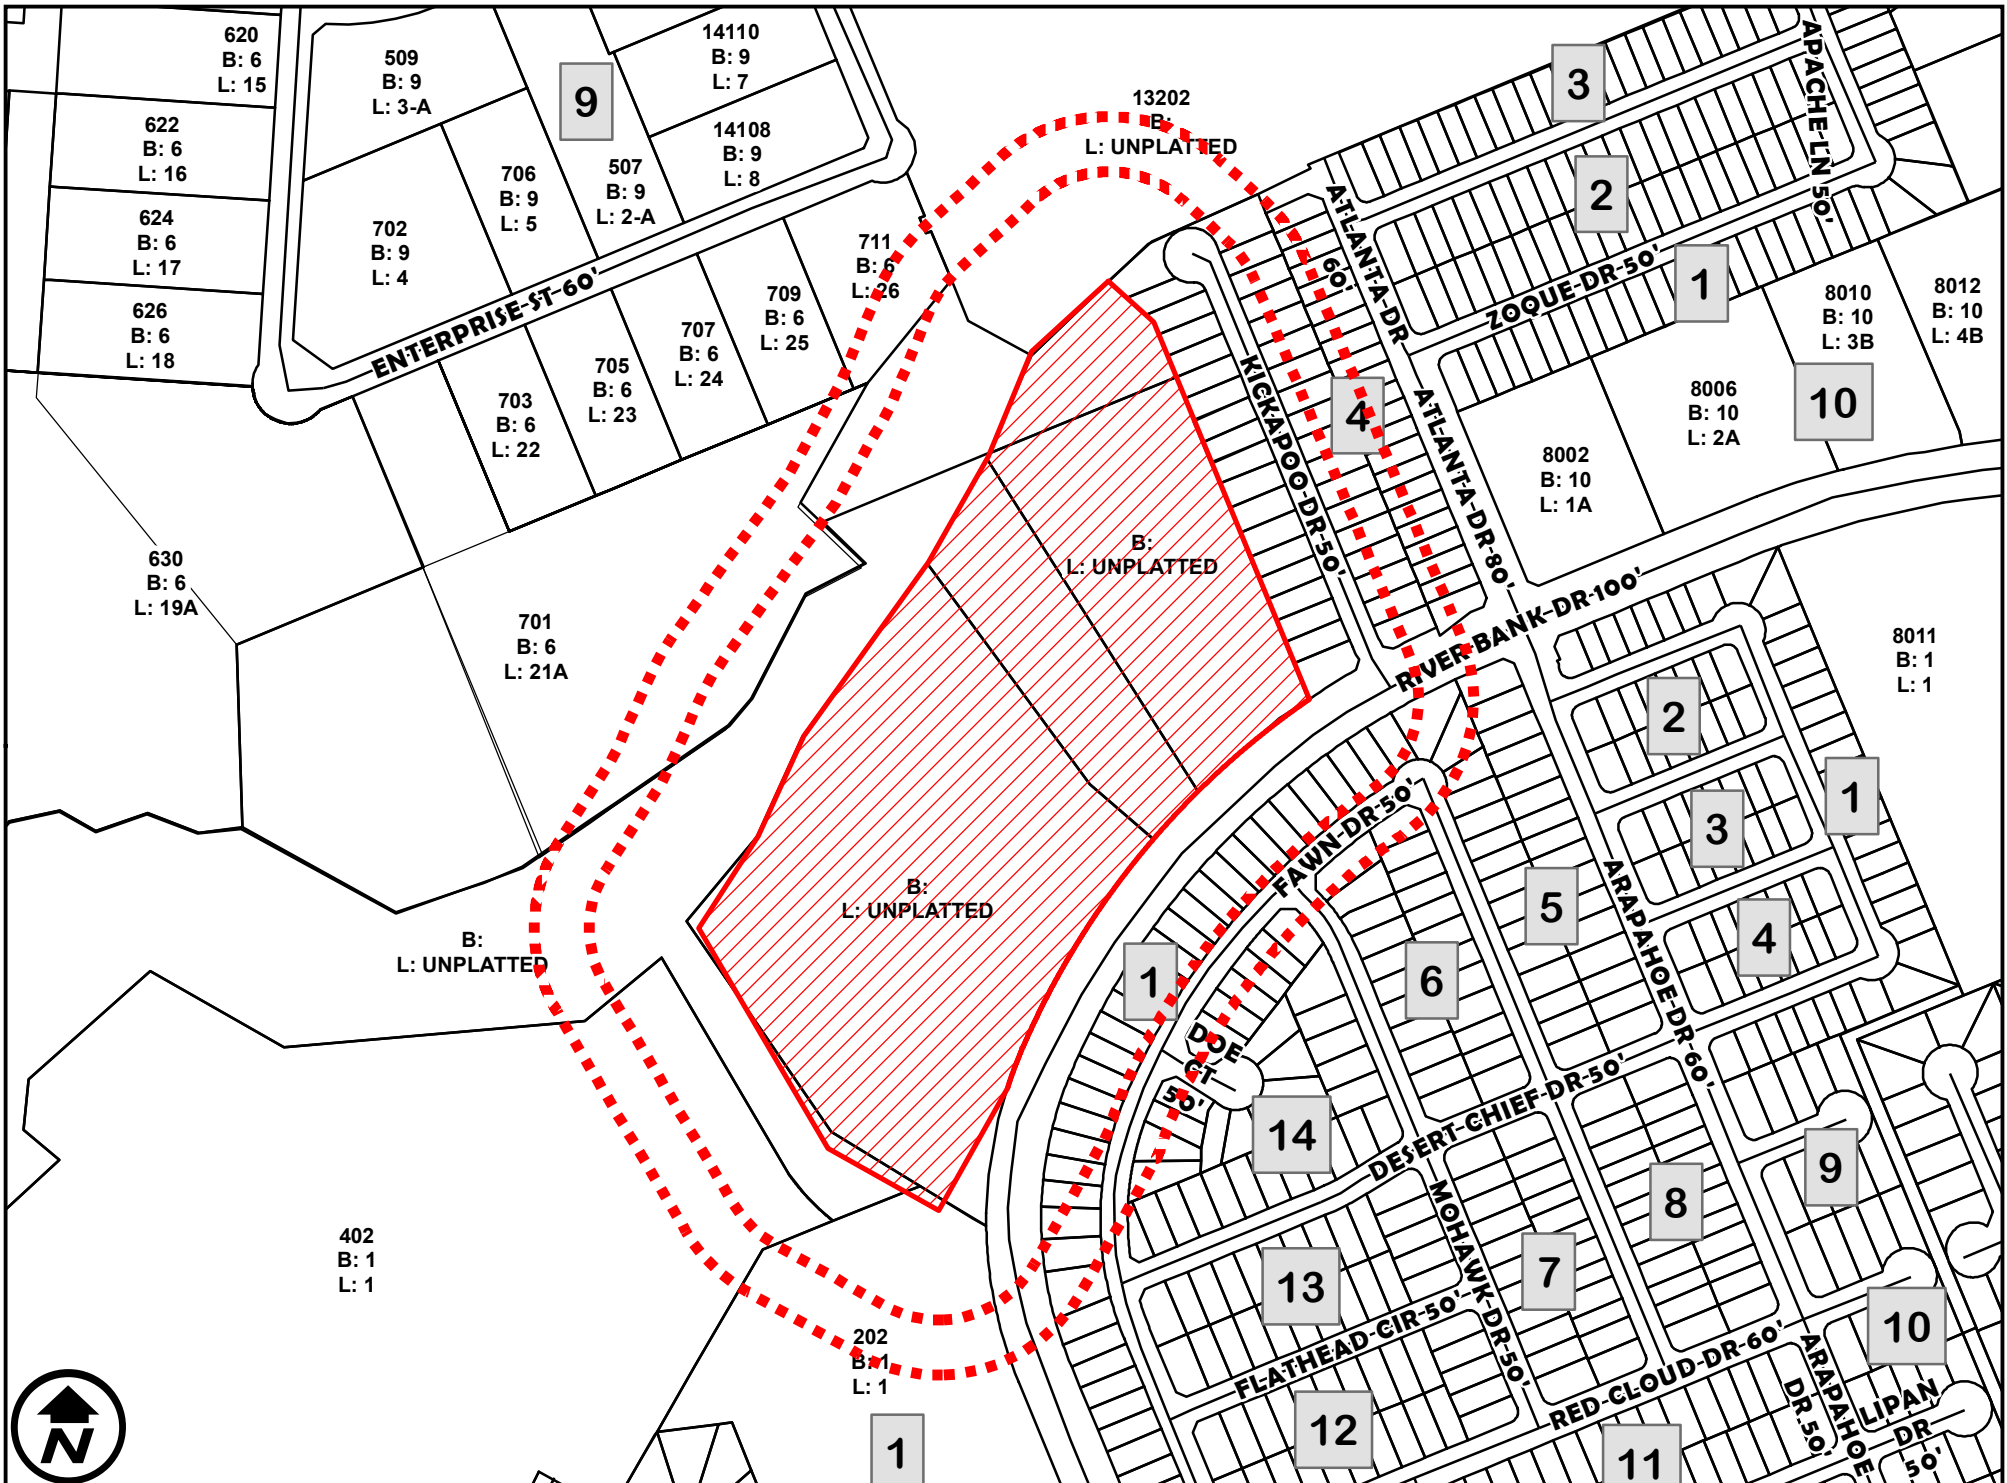 620
B: 6
L: 15
509
B: 9
L: 3-A
9
14110
B: 9
L: 7
13202
B:
L: UNPLATTED
3
APACHE-LN 50'
622
B: 6
L: 16
706
B: 9
L: 5
507
B: 9
L: 2-A
14108
B: 9
L: 8
2
624
B: 6
L: 17
702
B: 9
L: 4
711
B: 6
L: 26
ATLANTA-DR
60'
ZOQUE-DR-50'
1
626
B: 6
L: 18
ENTERPRISE-ST-60'
709
B: 6
L: 25
8010
B: 10
L: 3B
8012
B: 10
L: 4B
703
B: 6
L: 22
705
B: 6
L: 23
707
B: 6
L: 24
KICKAPOO-DR-50'
4
ATLANTA-DR-80'
8006
B: 10
L: 2A
10
8002
B: 10
L: 1A
630
B: 6
L: 19A
701
B: 6
L: 21A
B:
L: UNPLATTED
RIVER-BANK-DR-100'
8011
B: 1
L: 1
2
1
3
FAWN-DR-50'
ARAPAHOE-DR-60'
5
4
B:
L: UNPLATTED
B:
L: UNPLATTED
1
6
DOE
CT
50'
14
DESERT-CHIEF-DR-50'
9
402
B: 1
L: 1
8
MOHAWK-DR-50'
7
13
202
B: 1
L: 1
FLATHEAD-CIR-50'
10
RED-CLOUD-DR-60'
ARAPAHOE
DR 50'
LIPAN
DR
50'
12
1
11
N